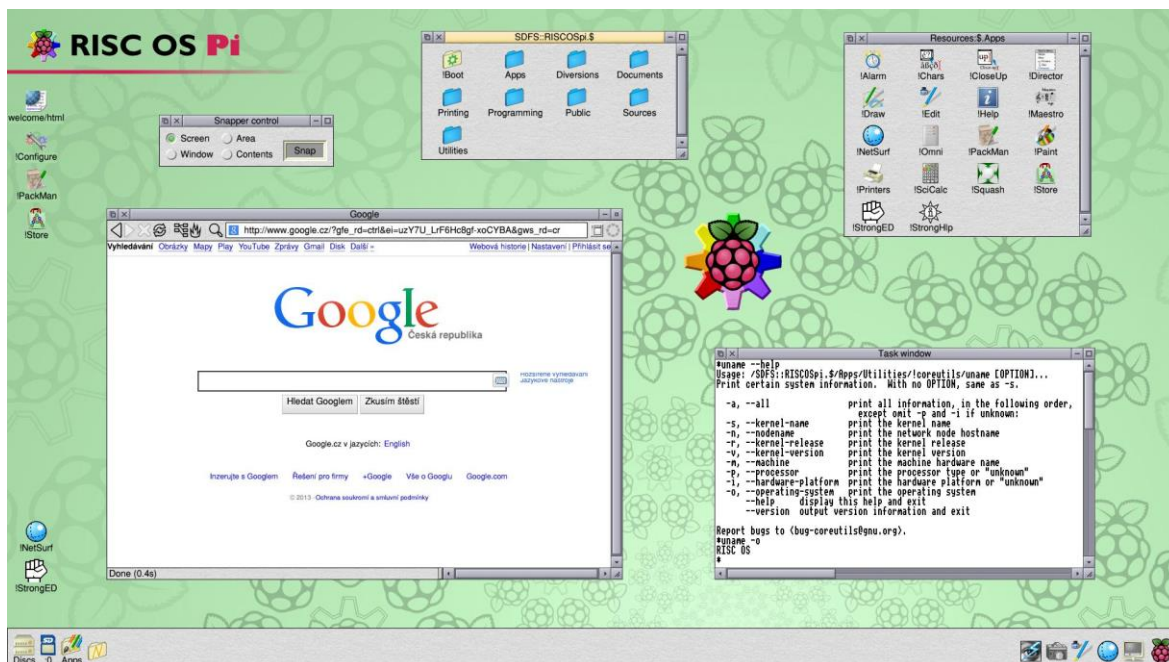 RISC OS Pi
welcome/html
!Configure
!PackMan
!Store
!NetSurf
!StrongED
Snapper control
Screen Area
Window Contents
Snap
SDFS::RISCOSpi.$
!Boot Apps Diversions Documents
Printing Programming Public Sources
Utilities
Resources:$.Apps
!Alarm !Chars !CloseUp !Director
!Draw !Edit !Help !Maestro
!NetSurf !Omni !PackMan !Paint
!Printers !SciCalc !Squash !Store
!StrongED !StrongHlp
Google
http://www.google.cz/?gfe_rd=ctrl&ei=uzY7U_LrF6Hc8gf-xoCYBA&gws_rd=cr
Vyhledávání Obrázky Mapy Play YouTube Zprávy Gmail Disk Další »
Webová historie | Nastavení | Přihlásit se
Google
Česká republika
Rozšířené vyhledávání
Jazykové nástroje
Hledat Googlem Zkusím štěstí
Google.cz v jazycích: English
Inzerujte s Googlem Řešení pro firmy +Google Vše o Googlu Google.com
© 2013 - Ochrana soukromí a smluvní podmínky
Done (0.4s)
Task window
*uname --help
Usage: /SDFS::RISCOSpi.$/Apps/Utilities/!coreutils/uname [OPTION]...
Print certain system information. With no OPTION, same as -s.
-a, --all print all information, in the following order,
except omit -p and -i if unknown:
-s, --kernel-name print the kernel name
-n, --nodename print the network node hostname
-r, --kernel-release print the kernel release
-v, --kernel-version print the kernel version
-m, --machine print the machine hardware name
-p, --processor print the processor type or "unknown"
-i, --hardware-platform print the hardware platform or "unknown"
-o, --operating-system print the operating system
--help display this help and exit
--version output version information and exit
Report bugs to <bug-coreutils@gnu.org>.
*uname -o
RISC OS
*
Discs :0 Apps